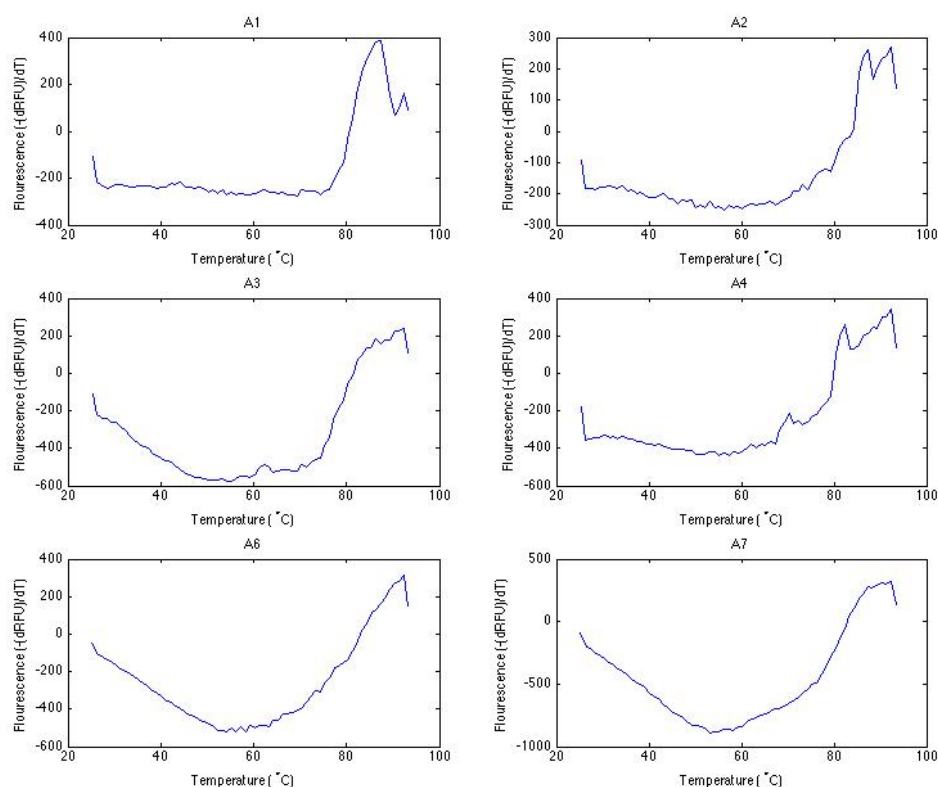 A1
Flourescence (-(dRFU)/dT)
400
200
0
-200
-400
20 40 60 80 100
Temperature ( °C)
A2
Flourescence (-(dRFU)/dT)
300
200
100
0
-100
-200
-300
20 40 60 80 100
Temperature ( °C)
A3
Flourescence (-(dRFU)/dT)
400
200
0
-200
-400
-600
20 40 60 80 100
Temperature ( °C)
A4
Flourescence (-(dRFU)/dT)
400
200
0
-200
-400
-600
20 40 60 80 100
Temperature ( °C)
A6
Flourescence (-(dRFU)/dT)
400
200
0
-200
-400
-600
20 40 60 80 100
Temperature ( °C)
A7
Flourescence (-(dRFU)/dT)
500
0
-500
-1000
20 40 60 80 100
Temperature ( °C)